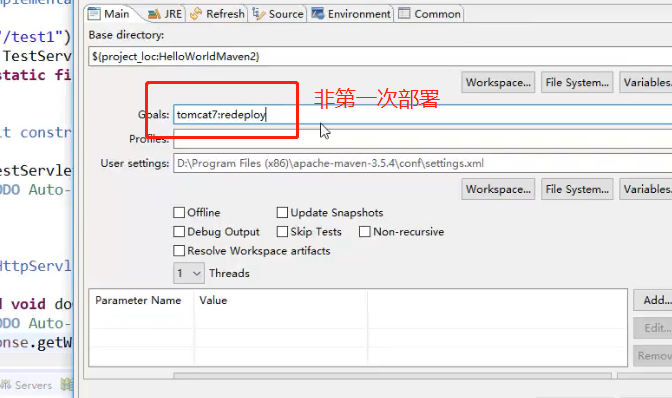 Main JRE Refresh Source Environment Common
Base directory:
/test1")
${project_loc:HelloWorldMaven2}
TestServ
static fi
Workspace... File System... Variables.
非第一次部署
Goals: tomcat7:redeploy
Profiles:
User settings: D:\Program Files (x86)\apache-maven-3.5.4\conf\settings.xml
Workspace... File System... Variables
Offline Update Snapshots
Debug Output Skip Tests Non-recursive
Resolve Workspace artifacts
1 Threads
Parameter Name Value
Add...
Edit...
Remov
it constr
estServle
ODO Auto-
HttpServl
d void do
ODO Auto-
onse.getW
Servers